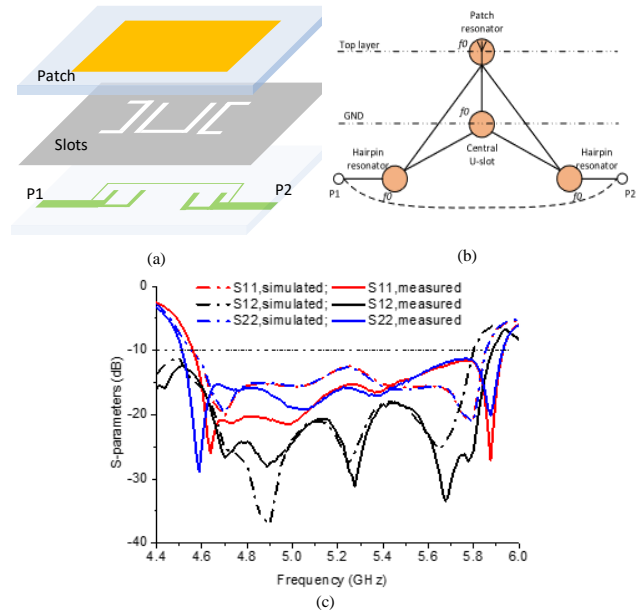 Patch
Slots
P1
P2
(a)
Top layer
f0
Patch
resonator
GND
f0
Central
U-slot
Hairpin
resonator
Hairpin
resonator
P1
f0
f0
P2
(b)
S11,simulated; S11,measured
S12,simulated; S12,measured
S22,simulated; S22,measured
S-parameters (dB)
0
-10
-20
-30
-40
4.4 4.6 4.8 5.0 5.2 5.4 5.6 5.8 6.0
Frequency (GHz)
(c)